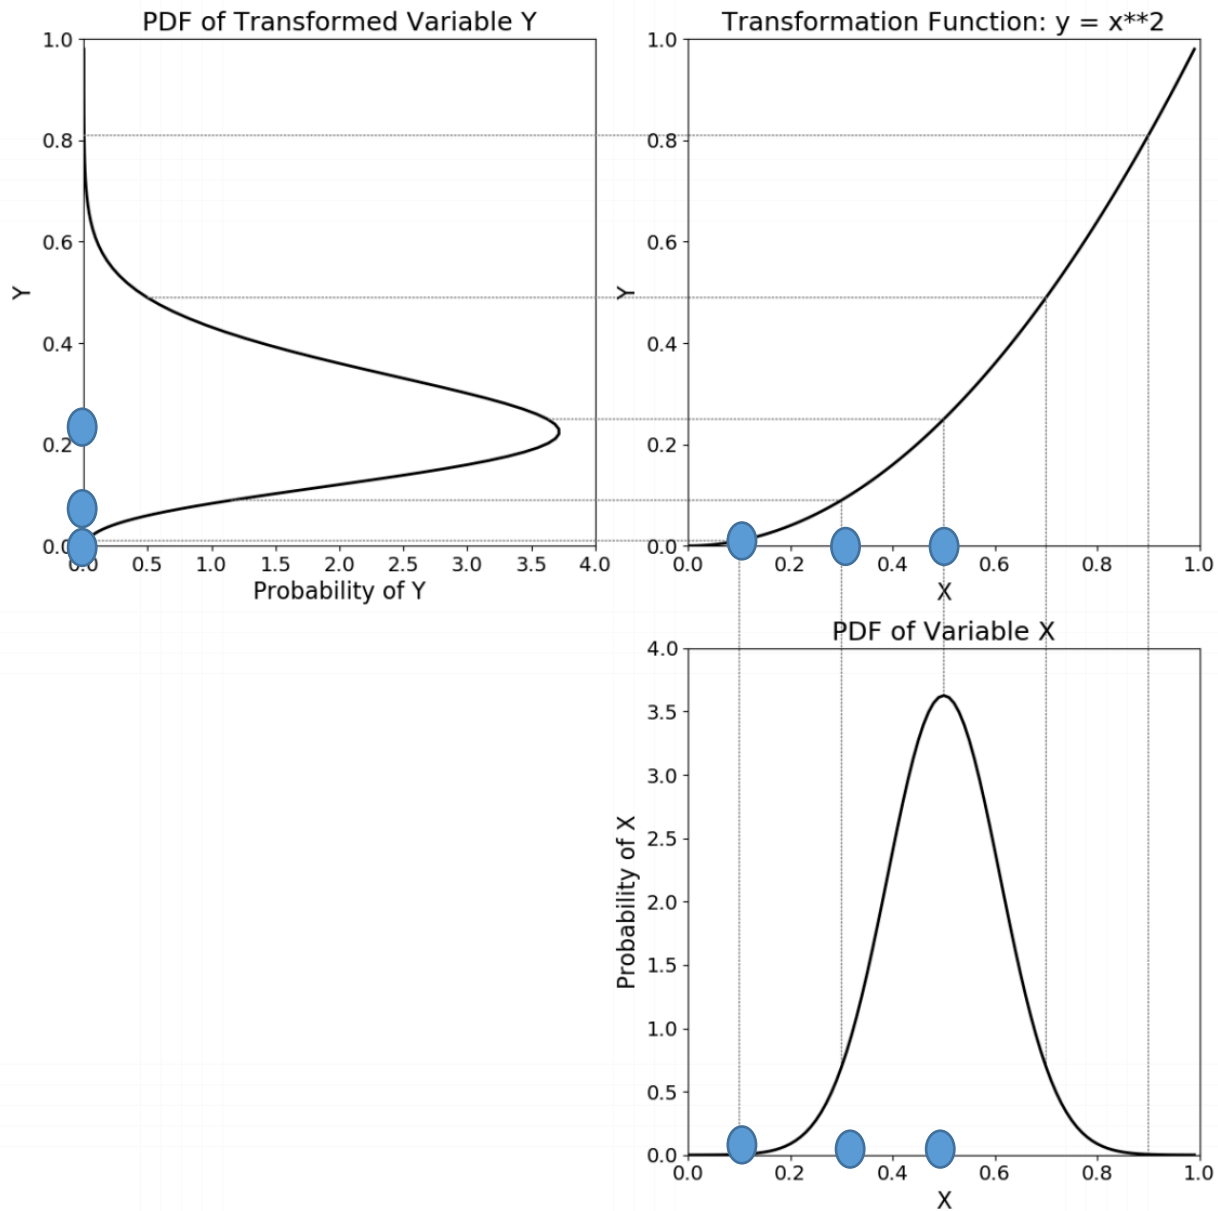 PDF of Transformed Variable Y
1.0
0.8
0.6
0.4
0.2
0.0
Y
0.0 0.5 1.0 1.5 2.0 2.5 3.0 3.5 4.0
Probability of Y
Transformation Function: y = x**2
1.0
0.8
0.6
0.4
0.2
0.0
Y
0.0 0.2 0.4 0.6 0.8 1.0
X
PDF of Variable X
4.0
3.5
3.0
2.5
2.0
1.5
1.0
0.5
0.0
Probability of X
0.0 0.2 0.4 0.6 0.8 1.0
X